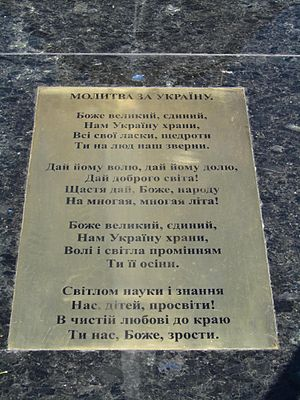 МОЛИТВА ЗА УКРАЇНУ.
Боже великий, єдиний,
Нам Україну храни,
Всі свої ласки, щедроти
Ти на люд наш зверни.
Дай йому волю, дай йому долю,
Дай доброго світа!
Щастя дай, Боже, народу
На многая, многая літа!
Боже великий, єдиний,
Нам Україну храни,
Волі і світла промінням
Ти її осіни.
Світлом науки і знання
Нас, дітей, просвіти!
В чистій любові до краю
Ти нас, Боже, зрости.